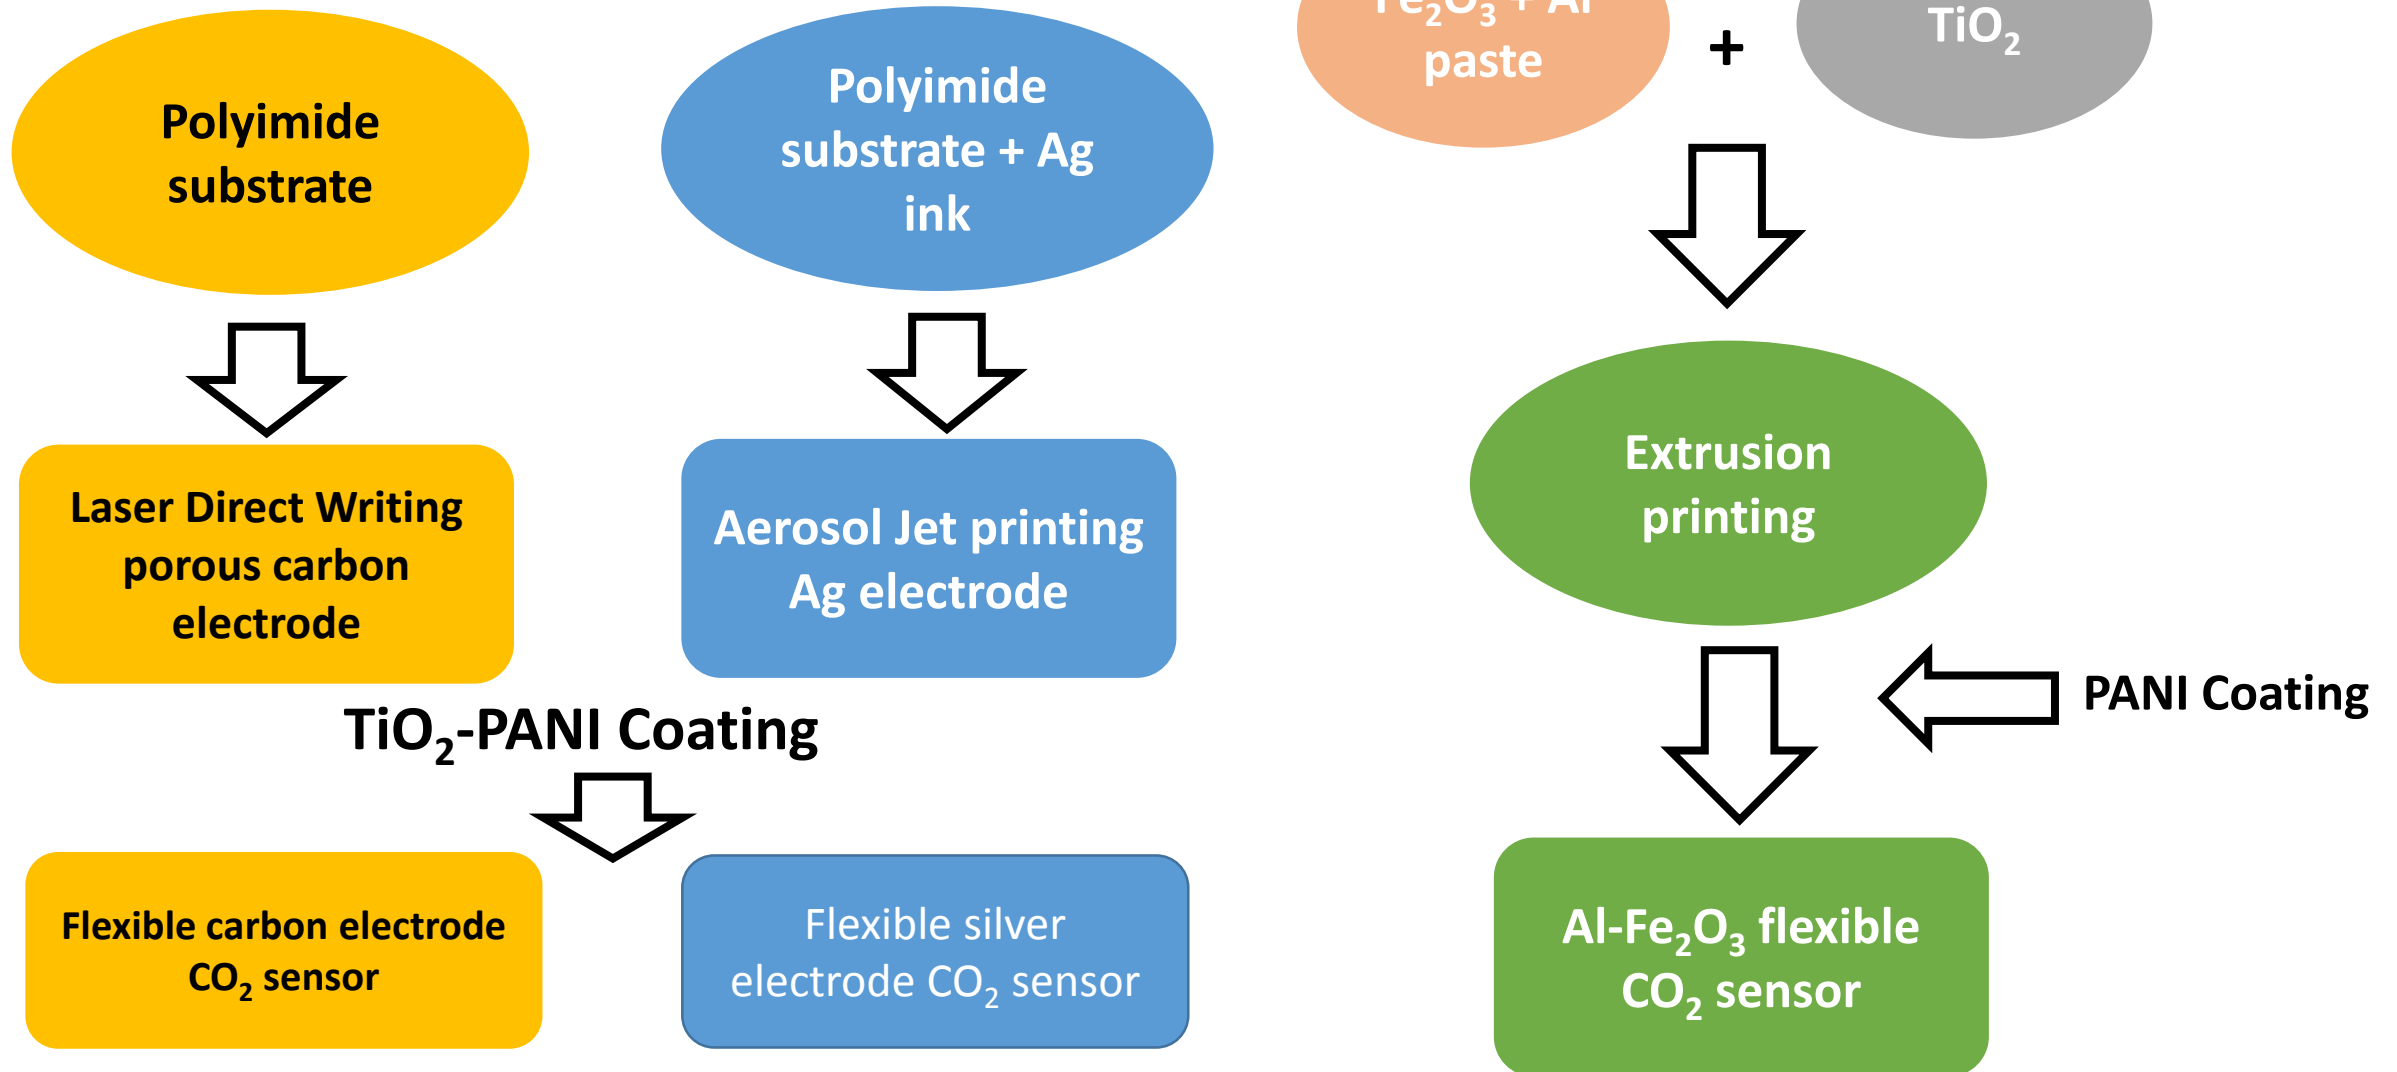 Polyimide
substrate
Laser Direct Writing
porous carbon
electrode
Polyimide
substrate + Ag
ink
Aerosol Jet printing
Ag electrode
TiO₂-PANI Coating
Flexible carbon electrode
CO₂ sensor
Flexible silver
electrode CO₂ sensor
Fe₂O₃ + Al
paste
+
TiO₂
Extrusion
printing
PANI Coating
Al-Fe₂O₃ flexible
CO₂ sensor